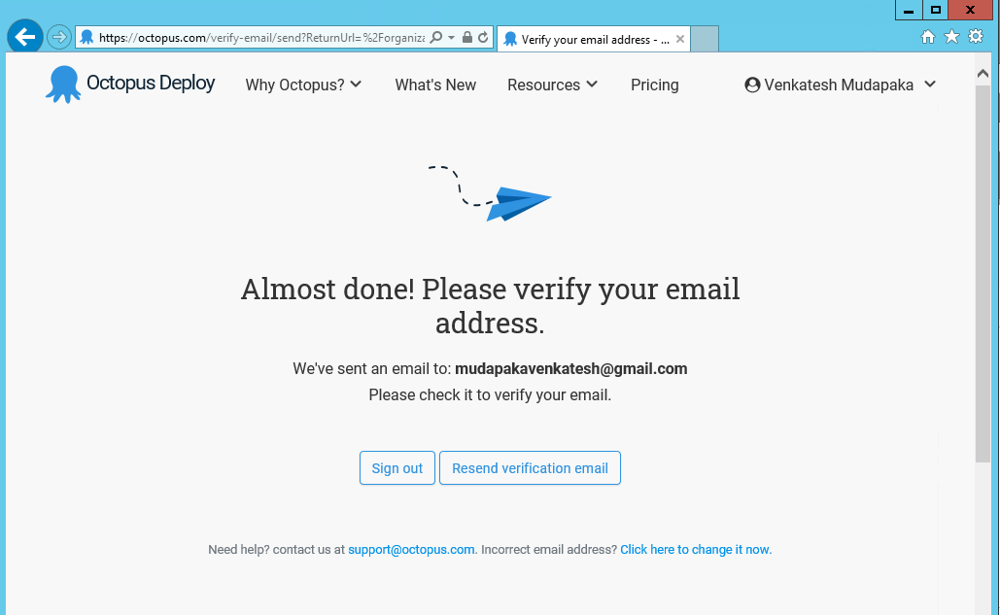 https://octopus.com/verify-email/send?ReturnUrl=%2Forganiza
Verify your email address - ...
Octopus Deploy
Why Octopus?
What's New
Resources
Pricing
Venkatesh Mudapaka
Almost done! Please verify your email
address.
We've sent an email to: mudapakavenkatesh@gmail.com
Please check it to verify your email.
Sign out
Resend verification email
Need help? contact us at support@octopus.com. Incorrect email address? Click here to change it now.